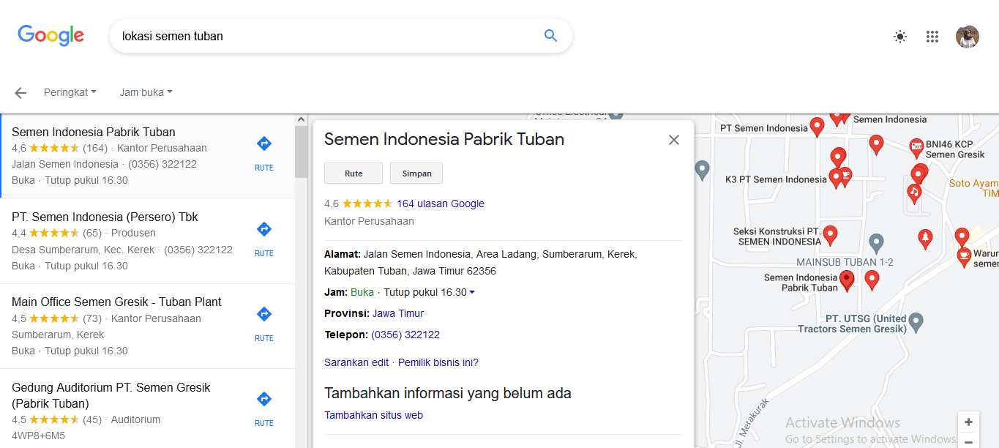 Google
lokasi semen tuban
Peringkat
Jam buka
Semen Indonesia Pabrik Tuban
4,6 (164) · Kantor Perusahaan
Jalan Semen Indonesia · (0356) 322122
Buka · Tutup pukul 16.30
RUTE
PT. Semen Indonesia (Persero) Tbk
4,4 (65) · Produsen
Desa Sumberarum, Kec. Kerek · (0356) 322122
Buka · Tutup pukul 16.30
RUTE
Main Office Semen Gresik - Tuban Plant
4,5 (73) · Kantor Perusahaan
Sumberarum, Kerek
Buka · Tutup pukul 16.30
RUTE
Gedung Auditorium PT. Semen Gresik
(Pabrik Tuban)
4,5 (45) · Auditorium
4WP8+6M5
RUTE
Semen Indonesia Pabrik Tuban
Rute
Simpan
4,6 164 ulasan Google
Kantor Perusahaan
Alamat: Jalan Semen Indonesia, Area Ladang, Sumberarum, Kerek,
Kabupaten Tuban, Jawa Timur 62356
Jam: Buka · Tutup pukul 16.30
Provinsi: Jawa Timur
Telepon: (0356) 322122
Sarankan edit · Pemilik bisnis ini?
Tambahkan informasi yang belum ada
Tambahkan situs web
Semen Indonesia
PT Semen Indonesia
BNI46 KCP
Semen Gresik
K3 PT Semen Indonesia
Soto Ayam
TIM
Seksi Konstruksi PT.
SEMEN INDONESIA
MAINSUB TUBAN 1-2
Warun
semen
Semen Indonesia
Pabrik Tuban
PT. UTSG (United
Tractors Semen Gresik)
Jl. Merakurak
Activate Windows
Go to Settings to activate Windows.